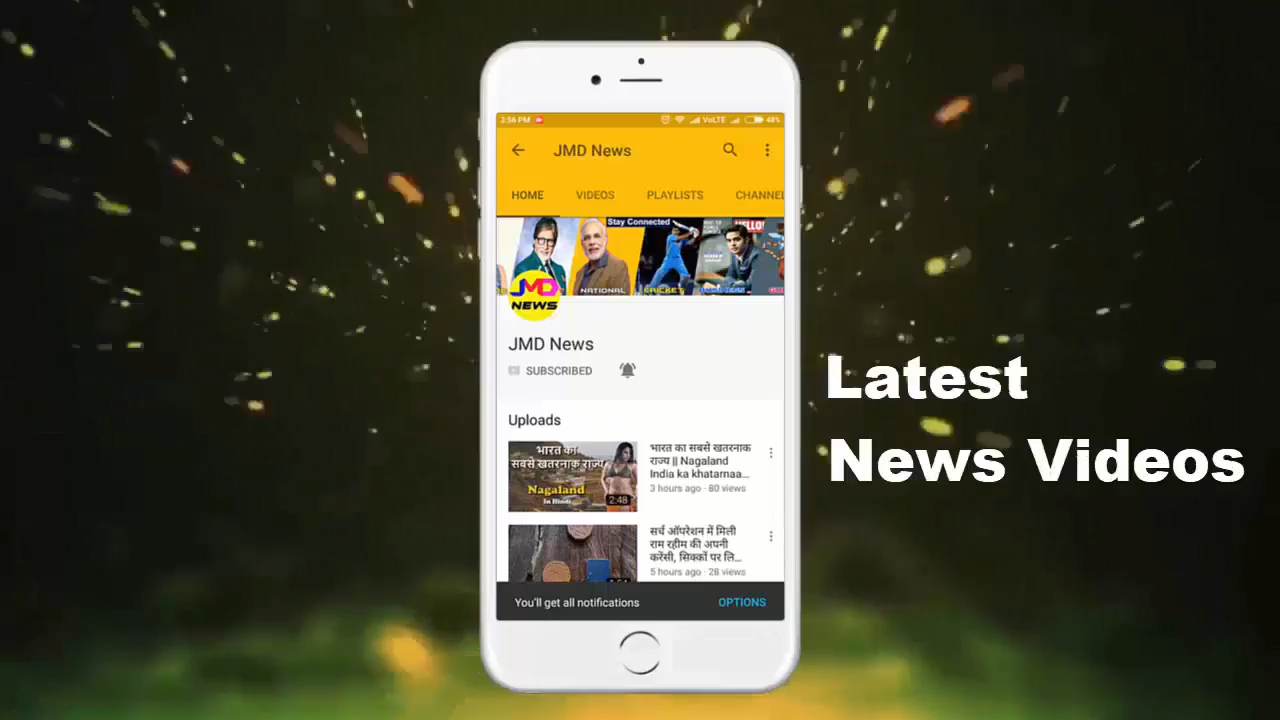 2:56 PM
VoLTE
48%
JMD News
HOME VIDEOS PLAYLISTS CHANNEL
Stay Connected
HELLO
NATIONAL
CRICKET
JMD
NEWS
JMD News
SUBSCRIBED
Uploads
भारत का
सबसे खतरनाक राज्य
Nagaland
In Hindi
2:48
भारत का सबसे खतरनाक
राज्य || Nagaland
India ka khatarnaa...
3 hours ago · 80 views
सर्च ऑपरेशन में मिली
राम रहीम की अपनी
करेंसी, सिक्कों पर लि...
5 hours ago · 28 views
You'll get all notifications
OPTIONS
Latest
News Videos